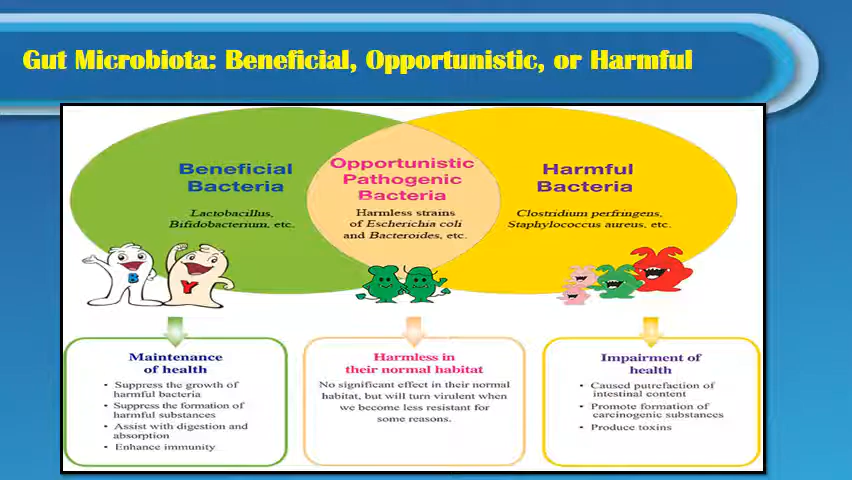 Gut Microbiota: Beneficial, Opportunistic, or Harmful
Beneficial
Bacteria
Lactobacillus,
Bifidobacterium, etc.
Opportunistic
Pathogenic
Bacteria
Harmless strains
of Escherichia coli
and Bacteroides, etc.
Harmful
Bacteria
Clostridium perfringens,
Staphylococcus aureus, etc.
B
Y
Maintenance
of health
• Suppress the growth of
harmful bacteria
• Suppress the formation of
harmful substances
• Assist with digestion and
absorption
• Enhance immunity
Harmless in
their normal habitat
No significant effect in their normal
habitat, but will turn virulent when
we become less resistant for
some reasons.
Impairment of
health
• Caused putrefaction of
intestinal content
• Promote formation of
carcinogenic substances
• Produce toxins